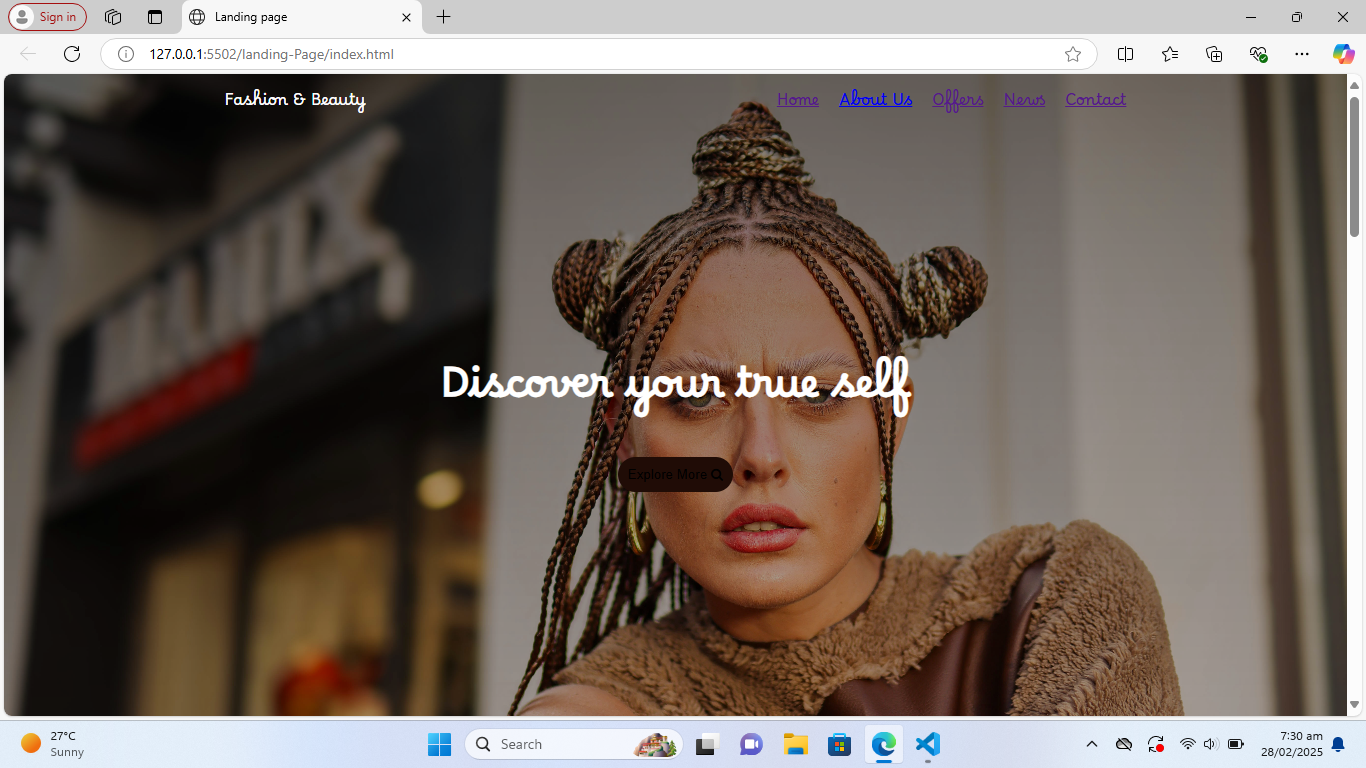 Sign in
Landing page
127.0.0.1:5502/landing-Page/index.html
Fashion & Beauty
Home About Us Offers News Contact
Discover your true self
Explore More
27°C
Sunny
Search
7:30 am
28/02/2025